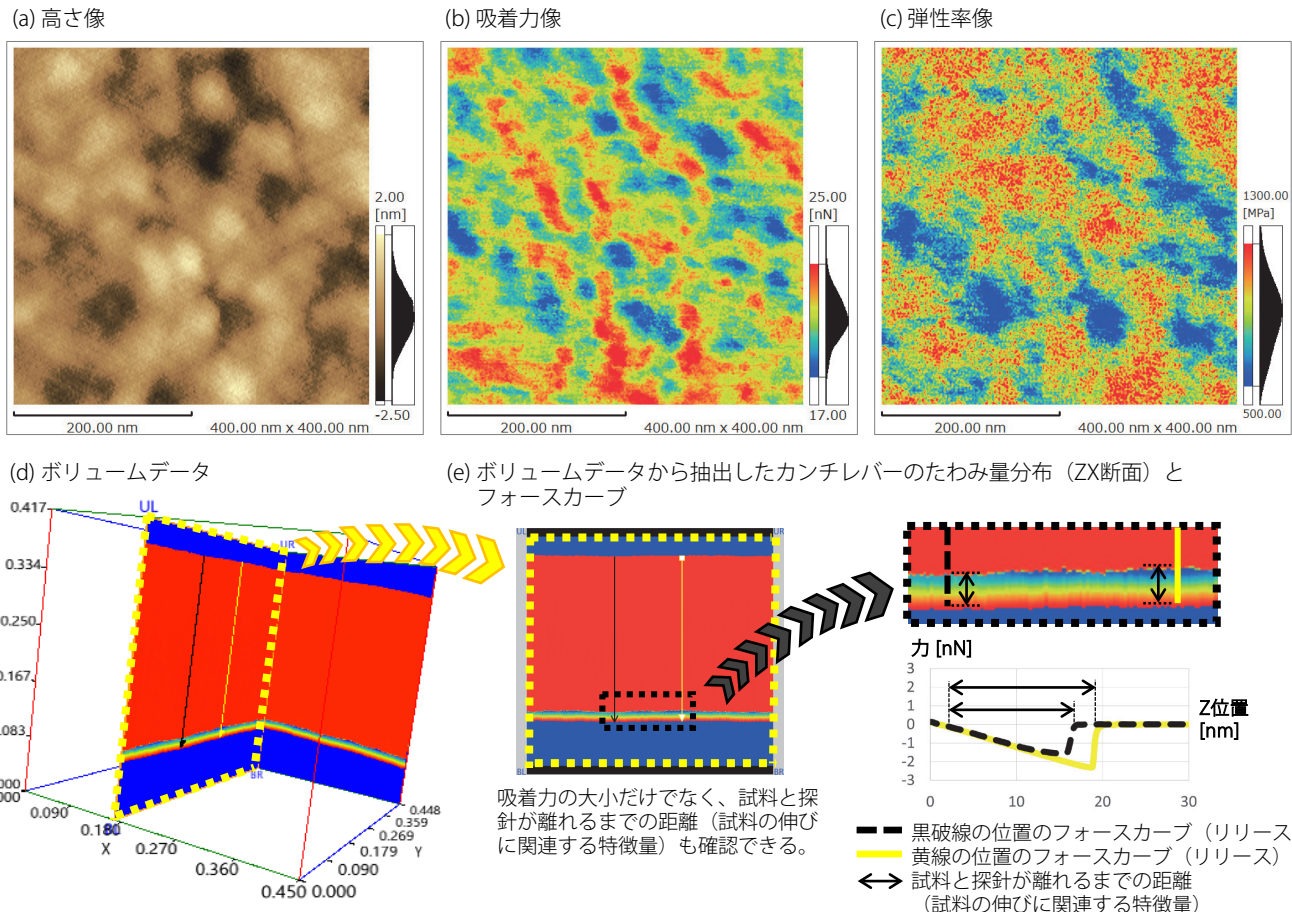 (a) 高さ像
(b) 吸着力像
(c) 弾性率像
2.00
[nm]
-2.50
200.00 nm
400.00 nm x 400.00 nm
25.00
[nN]
17.00
200.00 nm
400.00 nm x 400.00 nm
1300.00
[MPa]
500.00
200.00 nm
400.00 nm x 400.00 nm
(d) ボリュームデータ
(e) ボリュームデータから抽出したカンチレバーのたわみ量分布（ZX断面）と
フォースカーブ
0.417
0.334
0.250
0.167
0.083
UL
UR
BR
0.090
0.180
X
0.270
0.360
0.450
0.000
0.090
0.179
0.269
0.359
0.448
Y
UL
UR
BL
BR
吸着力の大小だけでなく、試料と探
針が離れるまでの距離（試料の伸び
に関連する特徴量）も確認できる。
力 [nN]
3
2
1
0
-1
-2
-3
0
10
20
30
Z位置
[nm]
黒破線の位置のフォースカーブ（リリース
黄線の位置のフォースカーブ（リリース）
試料と探針が離れるまでの距離
（試料の伸びに関連する特徴量）